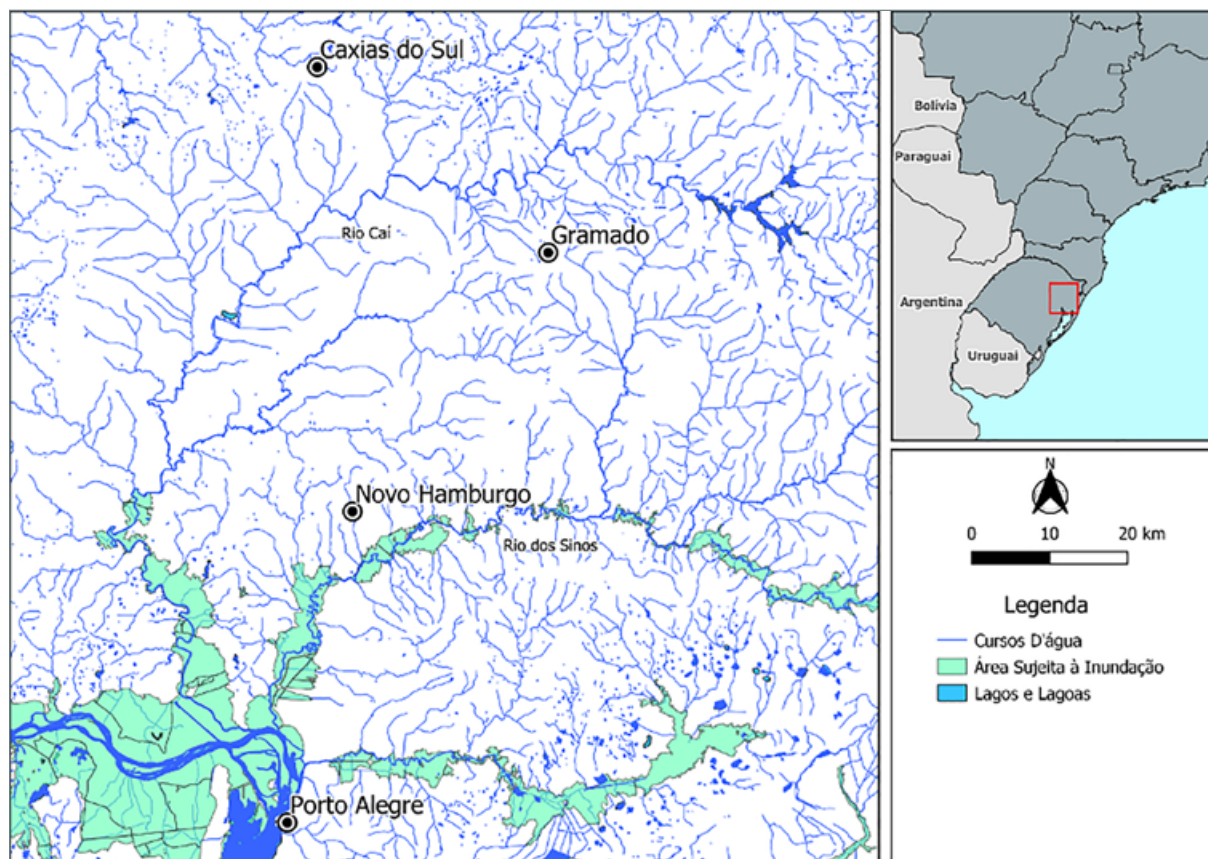 Caxias do Sul
Rio Caí
Gramado
Novo Hamburgo
Rio dos Sinos
Porto Alegre
Bolivia
Paraguai
Argentina
Uruguai
N
0 10 20 km
Legenda
Cursos D'água
Área Sujeita à Inundação
Lagos e Lagoas